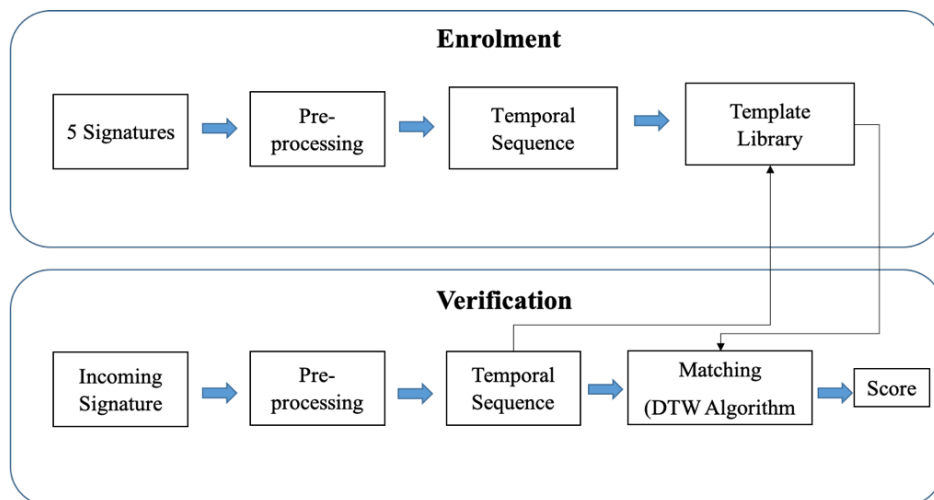 Enrolment
5 Signatures
Pre-
processing
Temporal
Sequence
Template
Library
Verification
Incoming
Signature
Pre-
processing
Temporal
Sequence
Matching
(DTW Algorithm
Score